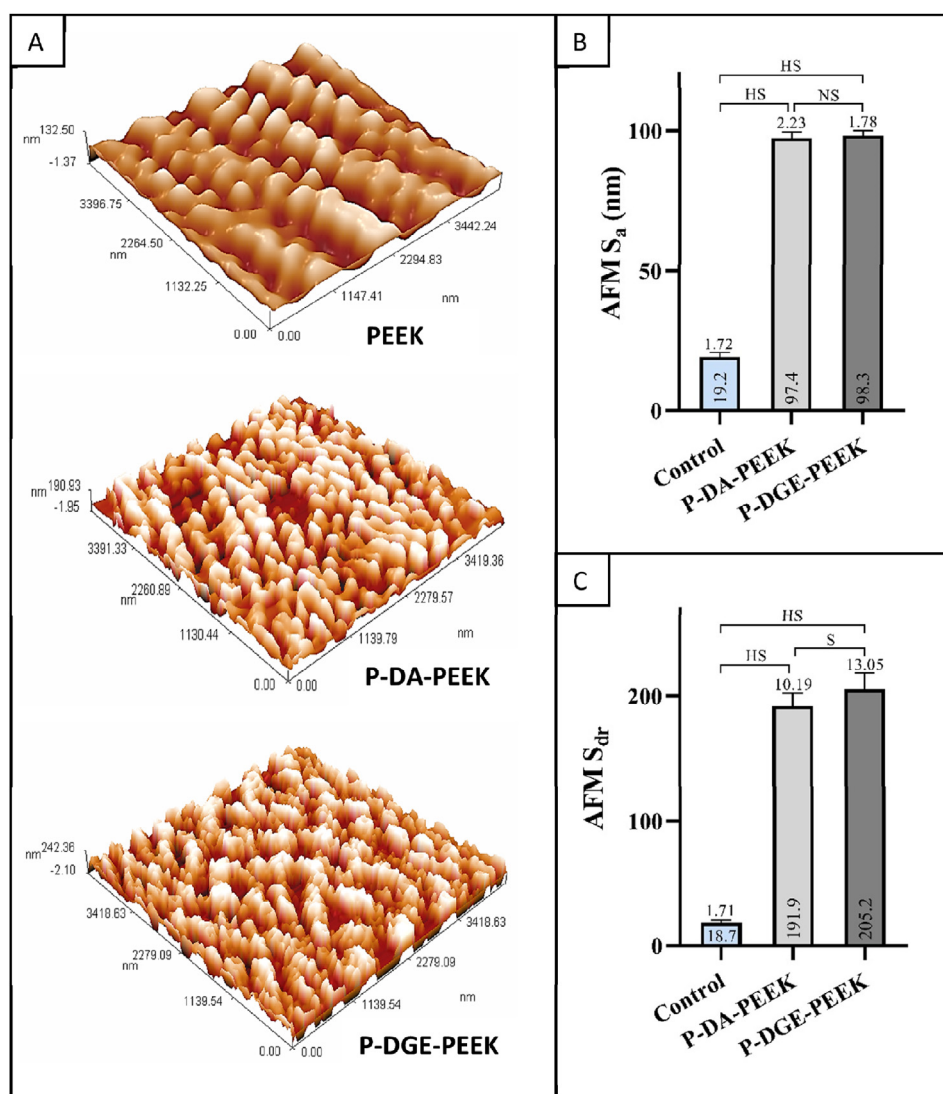 A
132.50
nm
-1.37
3396.75
2264.50
nm
1132.25
0.00
0.00
1147.41
2294.83
3442.24
nm
PEEK
190.93
nm
-1.95
3391.33
2260.89
nm
1130.44
0.00
0.00
1139.79
2279.57
3419.36
nm
P-DA-PEEK
242.36
nm
-2.10
3418.63
2279.09
nm
1139.54
0.00
0.00
1139.54
2279.09
3418.63
nm
P-DGE-PEEK
B
HS
HS
NS
2.23
1.78
1.72
19.2
97.4
98.3
100
50
0
AFM Sa (nm)
Control
P-DA-PEEK
P-DGE-PEEK
C
HS
S
HS
13.05
10.19
1.71
18.7
191.9
205.2
200
100
0
AFM Sdr
Control
P-DA-PEEK
P-DGE-PEEK